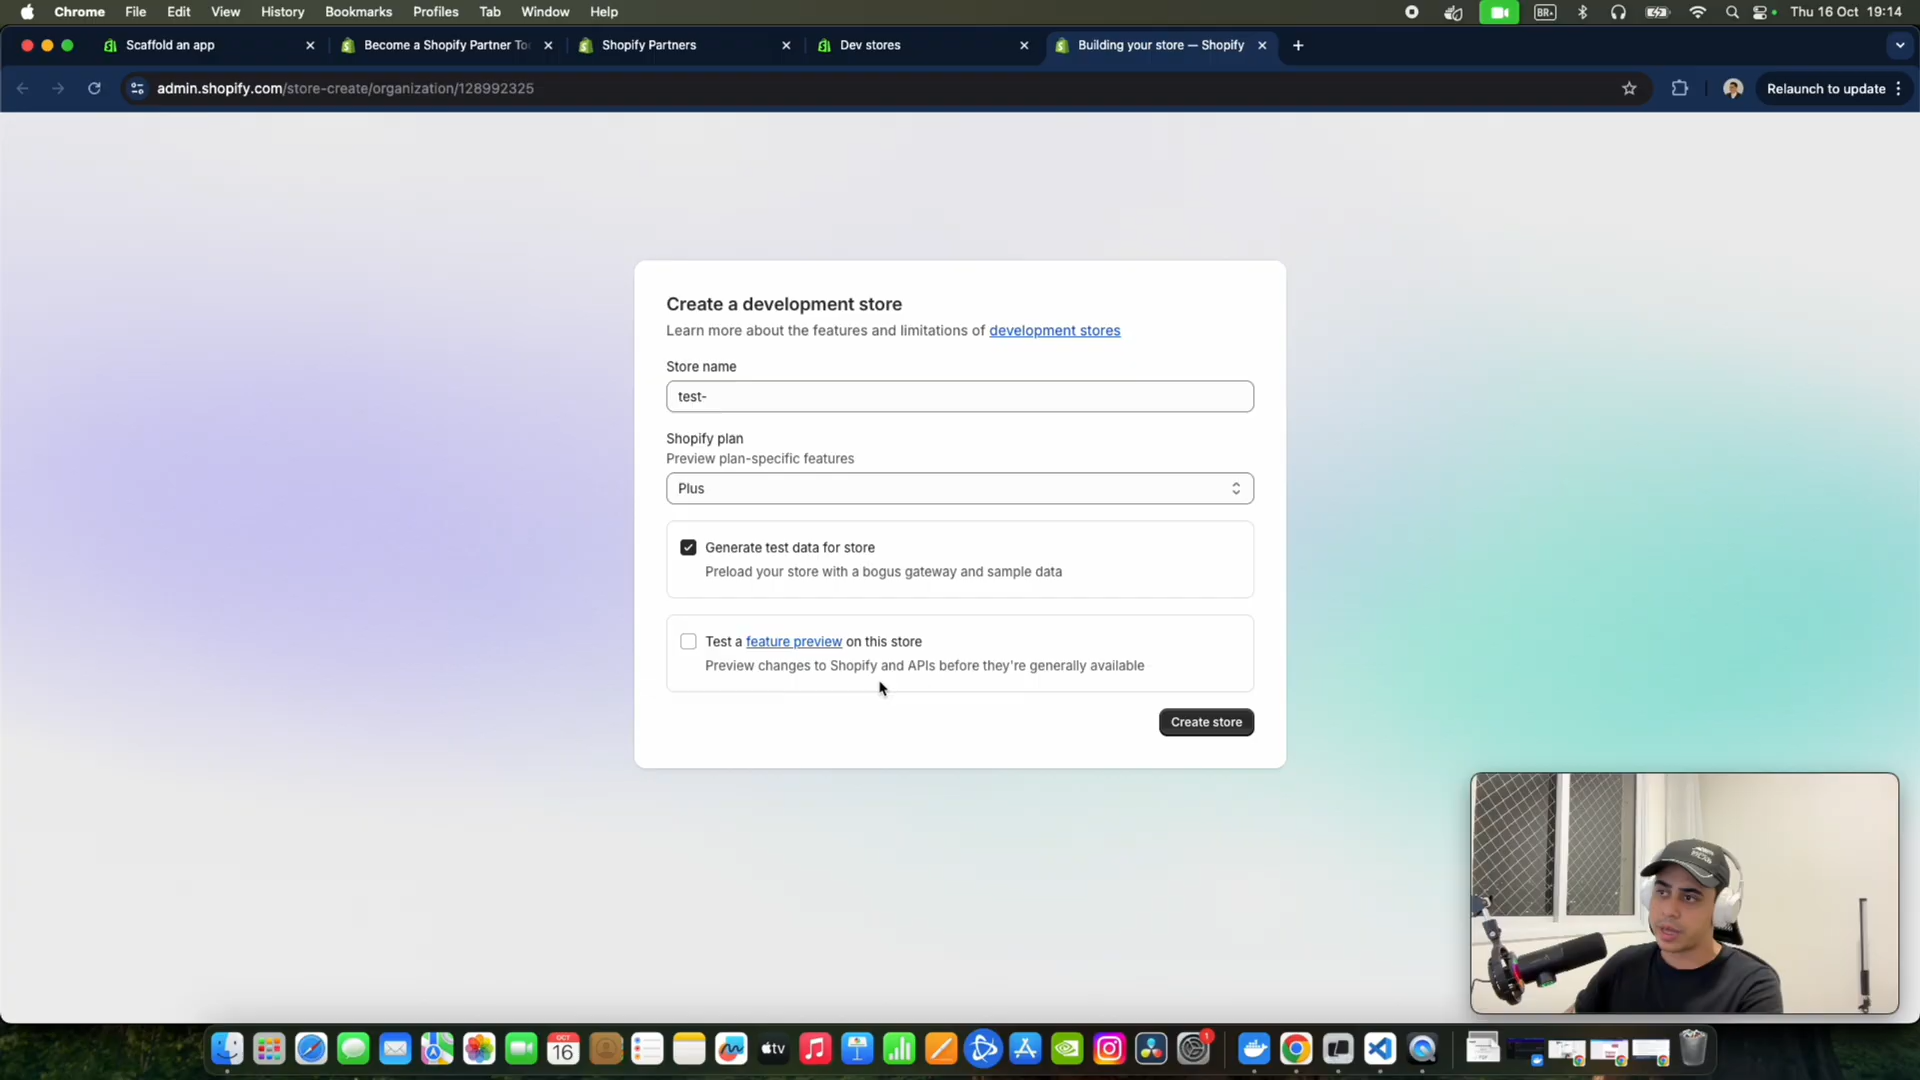 Chrome File Edit View History Bookmarks Profiles Tab Window Help
BR
Thu 16 Oct 19:14
Scaffold an app
Become a Shopify Partner To
Shopify Partners
Dev stores
Building your store — Shopify
admin.shopify.com/store-create/organization/128992325
Relaunch to update
Create a development store
Learn more about the features and limitations of development stores
Store name
test-
Shopify plan
Preview plan-specific features
Plus
Generate test data for store
Preload your store with a bogus gateway and sample data
Test a feature preview on this store
Preview changes to Shopify and APIs before they're generally available
Create store
OCT
16
tv
1